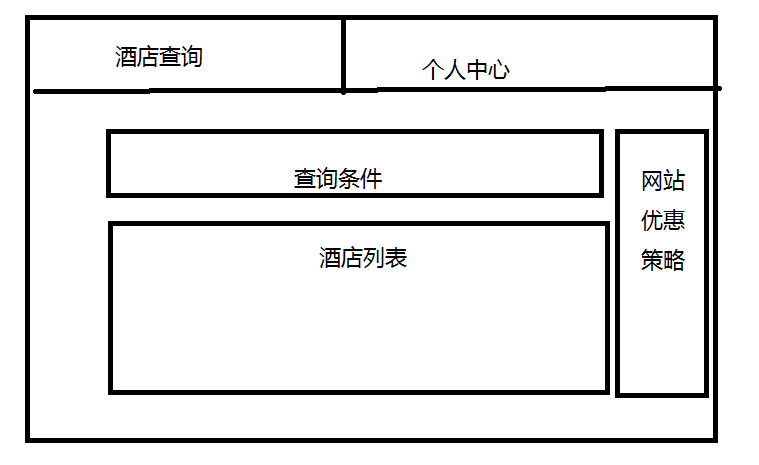 酒店查询
个人中心
查询条件
酒店列表
网站
优惠
策略